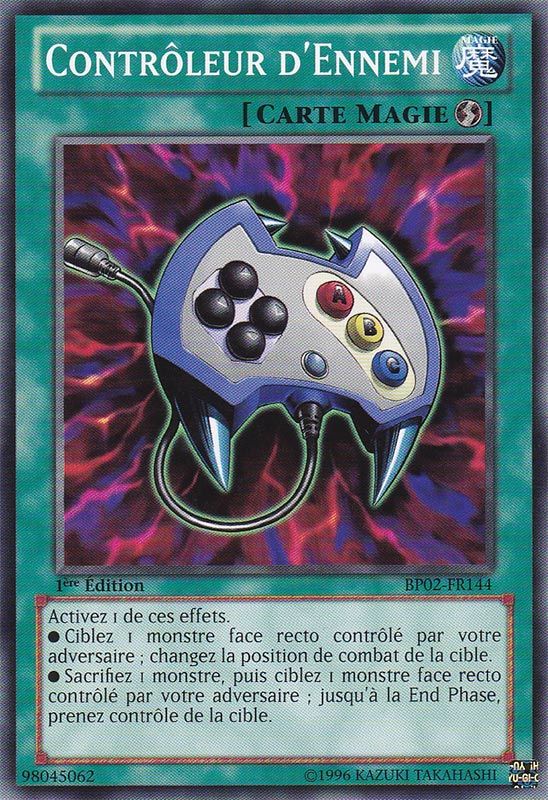 CONTRÔLEUR D'ENNEMI
MAGIE
魔
[CARTE MAGIE]
A
B
C
1ère Édition
BP02-FR144
Activez 1 de ces effets.
● Ciblez 1 monstre face recto contrôlé par votre
adversaire ; changez la position de combat de la cible.
● Sacrifiez 1 monstre, puis ciblez 1 monstre face recto
contrôlé par votre adversaire ; jusqu'à la End Phase,
prenez contrôle de la cible.
98045062
©1996 KAZUKI TAKAHASHI